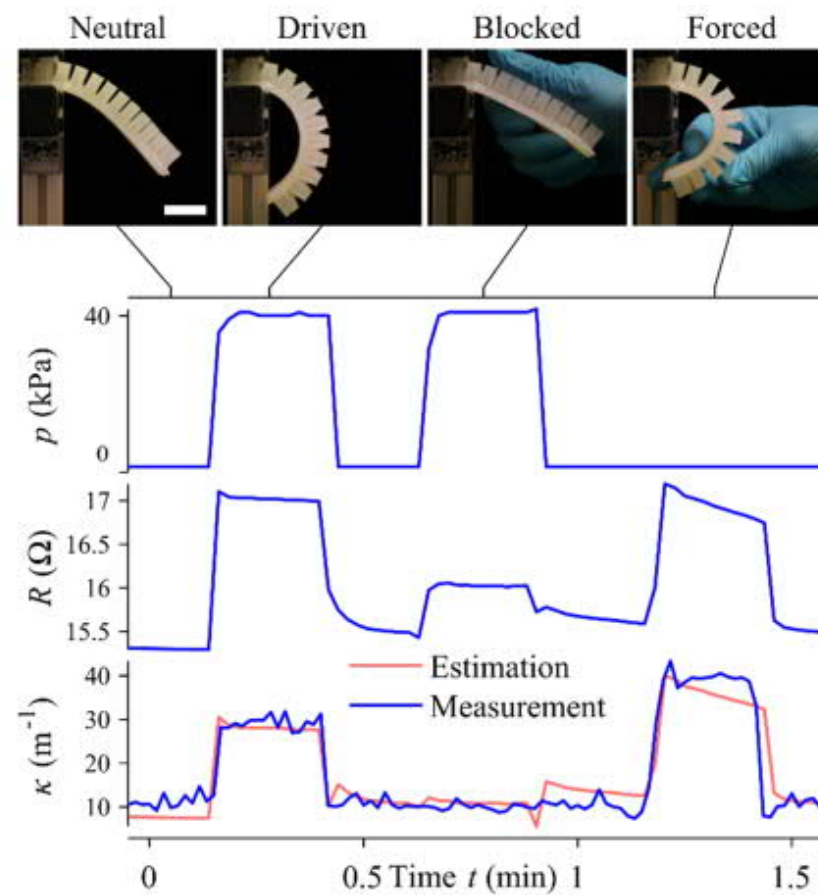 Neutral Driven Blocked Forced
40
p (kPa)
0
17
16.5
R (Ω)
16
15.5
Estimation
Measurement
40
30
κ (m⁻¹)
20
10
0 0.5 Time t (min) 1 1.5